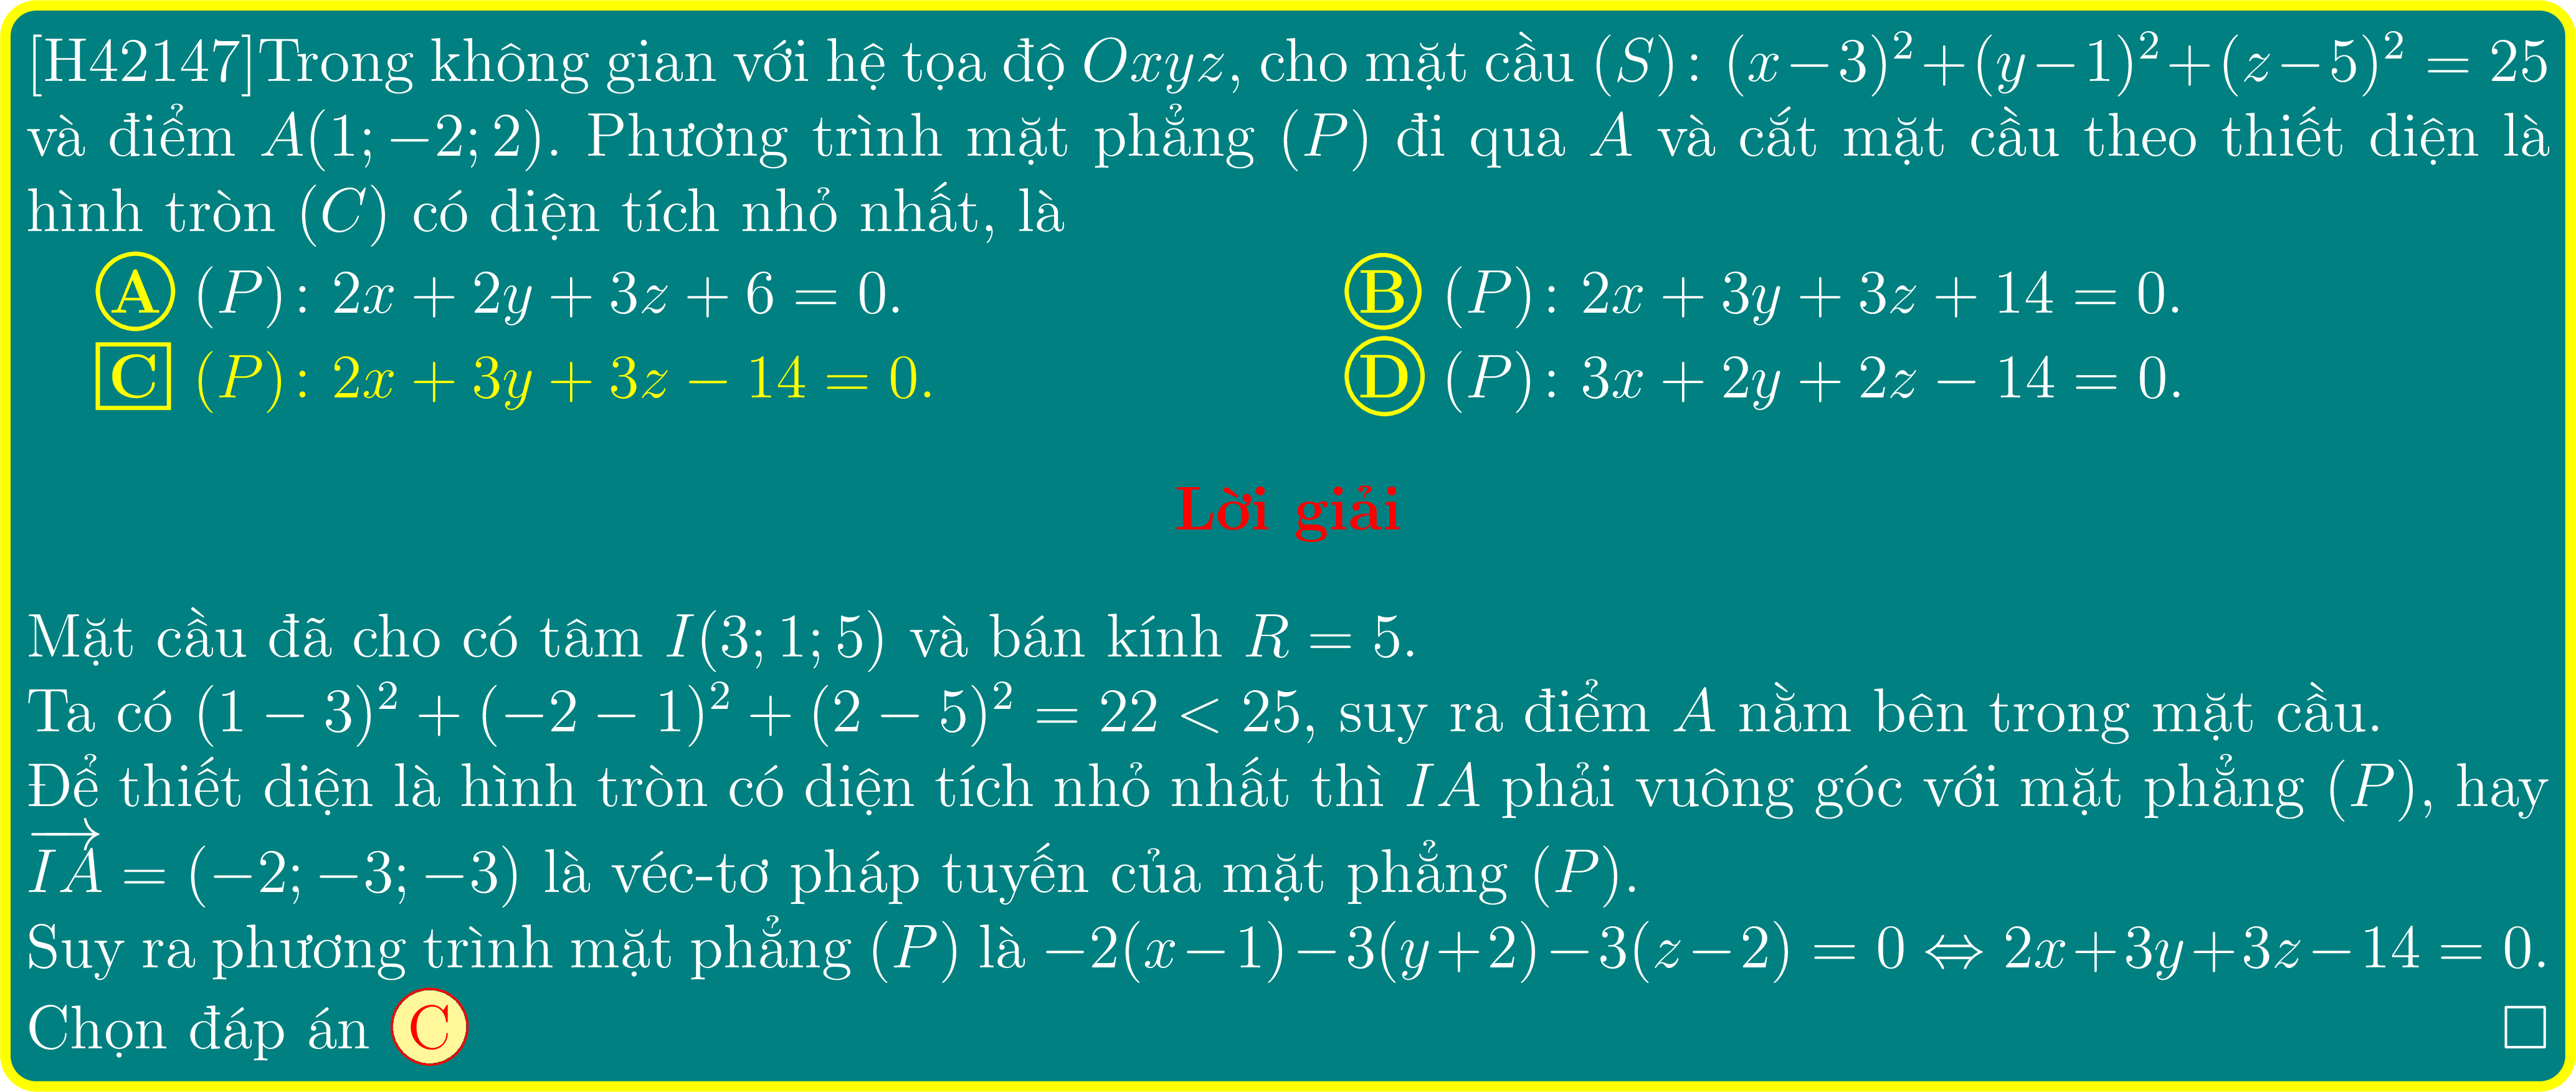 [H42147]Trong không gian với hệ tọa độ Oxyz, cho mặt cầu (S): (x−3)²+(y−1)²+(z−5)² = 25
và điểm A(1; −2; 2). Phương trình mặt phẳng (P) đi qua A và cắt mặt cầu theo thiết diện là
hình tròn (C) có diện tích nhỏ nhất, là
A (P): 2x + 2y + 3z + 6 = 0. B (P): 2x + 3y + 3z + 14 = 0.
C (P): 2x + 3y + 3z − 14 = 0. D (P): 3x + 2y + 2z − 14 = 0.
Lời giải
Mặt cầu đã cho có tâm I(3; 1; 5) và bán kính R = 5.
Ta có (1 − 3)² + (−2 − 1)² + (2 − 5)² = 22 < 25, suy ra điểm A nằm bên trong mặt cầu.
Để thiết diện là hình tròn có diện tích nhỏ nhất thì IA phải vuông góc với mặt phẳng (P), hay
$\overrightarrow{IA}$ = (−2; −3; −3) là véc-tơ pháp tuyến của mặt phẳng (P).
Suy ra phương trình mặt phẳng (P) là −2(x−1)−3(y+2)−3(z−2) = 0 ⇔ 2x+3y+3z−14 = 0.
Chọn đáp án C □